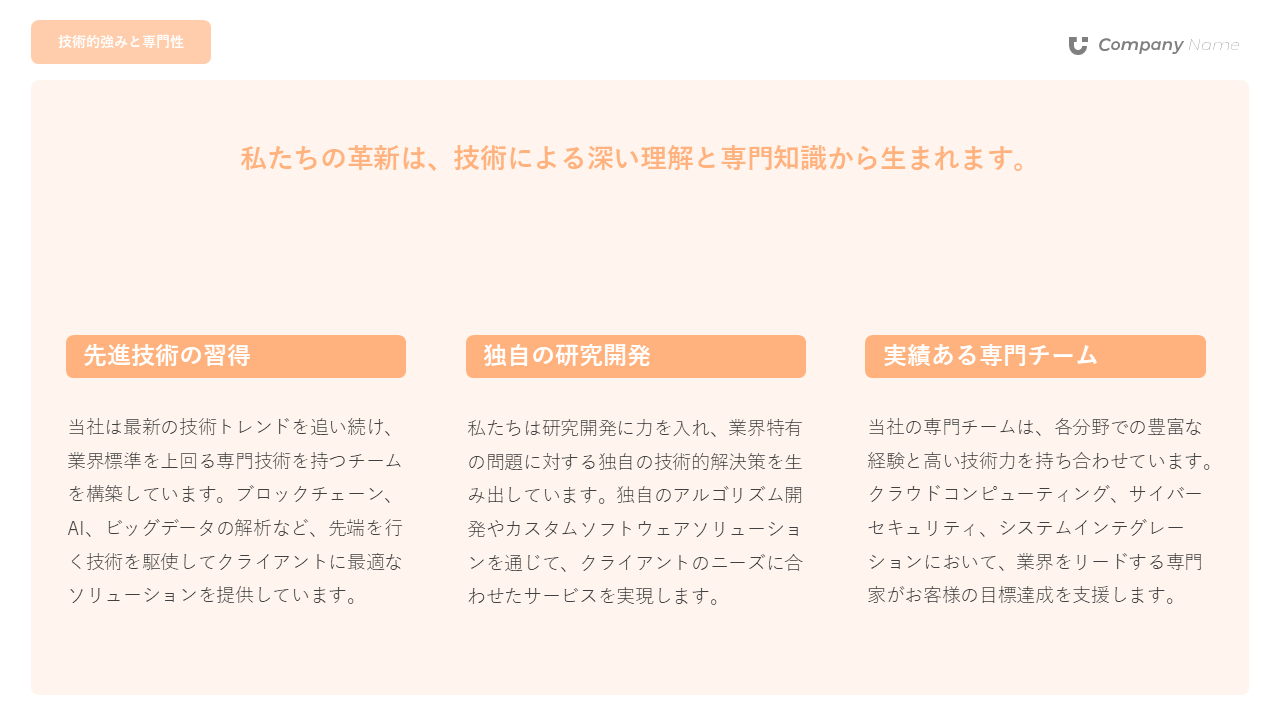 技術的強みと専門性
Company Name
私たちの革新は、技術による深い理解と専門知識から生まれます。
先進技術の習得
当社は最新の技術トレンドを追い続け、
業界標準を上回る専門技術を持つチーム
を構築しています。ブロックチェーン、
AI、ビッグデータの解析など、先端を行
く技術を駆使してクライアントに最適な
ソリューションを提供しています。
独自の研究開発
私たちは研究開発に力を入れ、業界特有
の問題に対する独自の技術的解決策を生
み出しています。独自のアルゴリズム開
発やカスタムソフトウェアソリューショ
ンを通じて、クライアントのニーズに合
わせたサービスを実現します。
実績ある専門チーム
当社の専門チームは、各分野での豊富な
経験と高い技術力を持ち合わせています。
クラウドコンピューティング、サイバー
セキュリティ、システムインテグレー
ションにおいて、業界をリードする専門
家がお客様の目標達成を支援します。